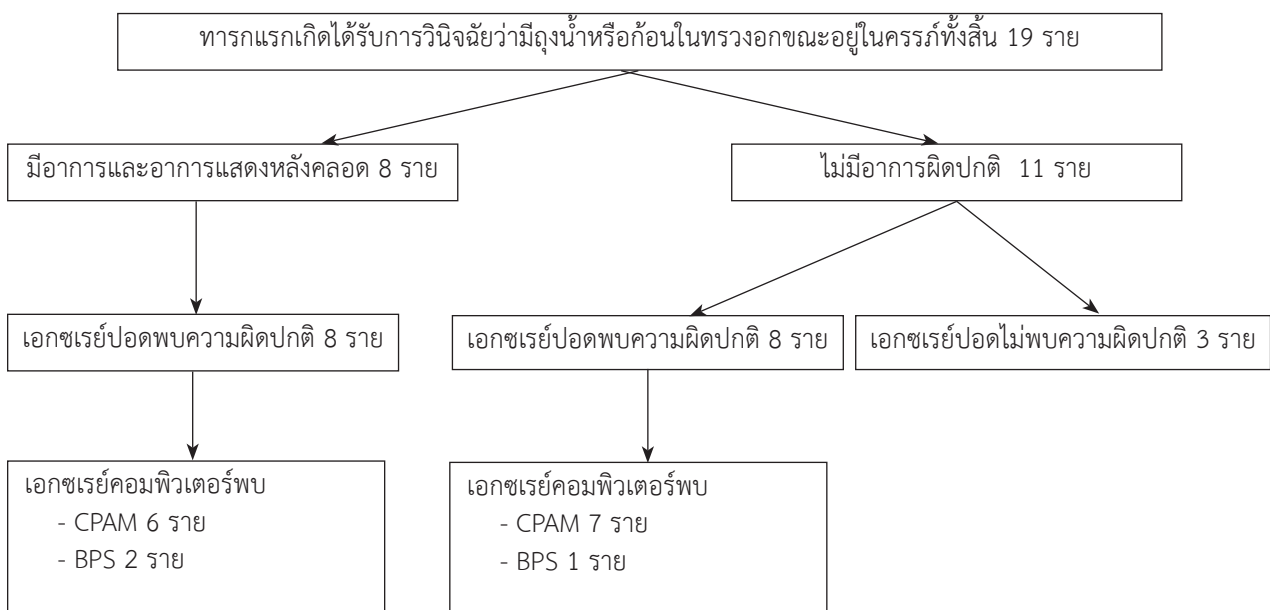 ทารกแรกเกิดได้รับการวินิจฉัยว่ามีถุงน้ำหรือก้อนในทรวงอกขณะอยู่ในครรภ์ทั้งสิ้น 19 ราย
มีอาการและอาการแสดงหลังคลอด 8 ราย
ไม่มีอาการผิดปกติ 11 ราย
เอกซเรย์ปอดพบความผิดปกติ 8 ราย
เอกซเรย์ปอดพบความผิดปกติ 8 ราย
เอกซเรย์ปอดไม่พบความผิดปกติ 3 ราย
เอกซเรย์คอมพิวเตอร์พบ
- CPAM 6 ราย
- BPS 2 ราย
เอกซเรย์คอมพิวเตอร์พบ
- CPAM 7 ราย
- BPS 1 ราย